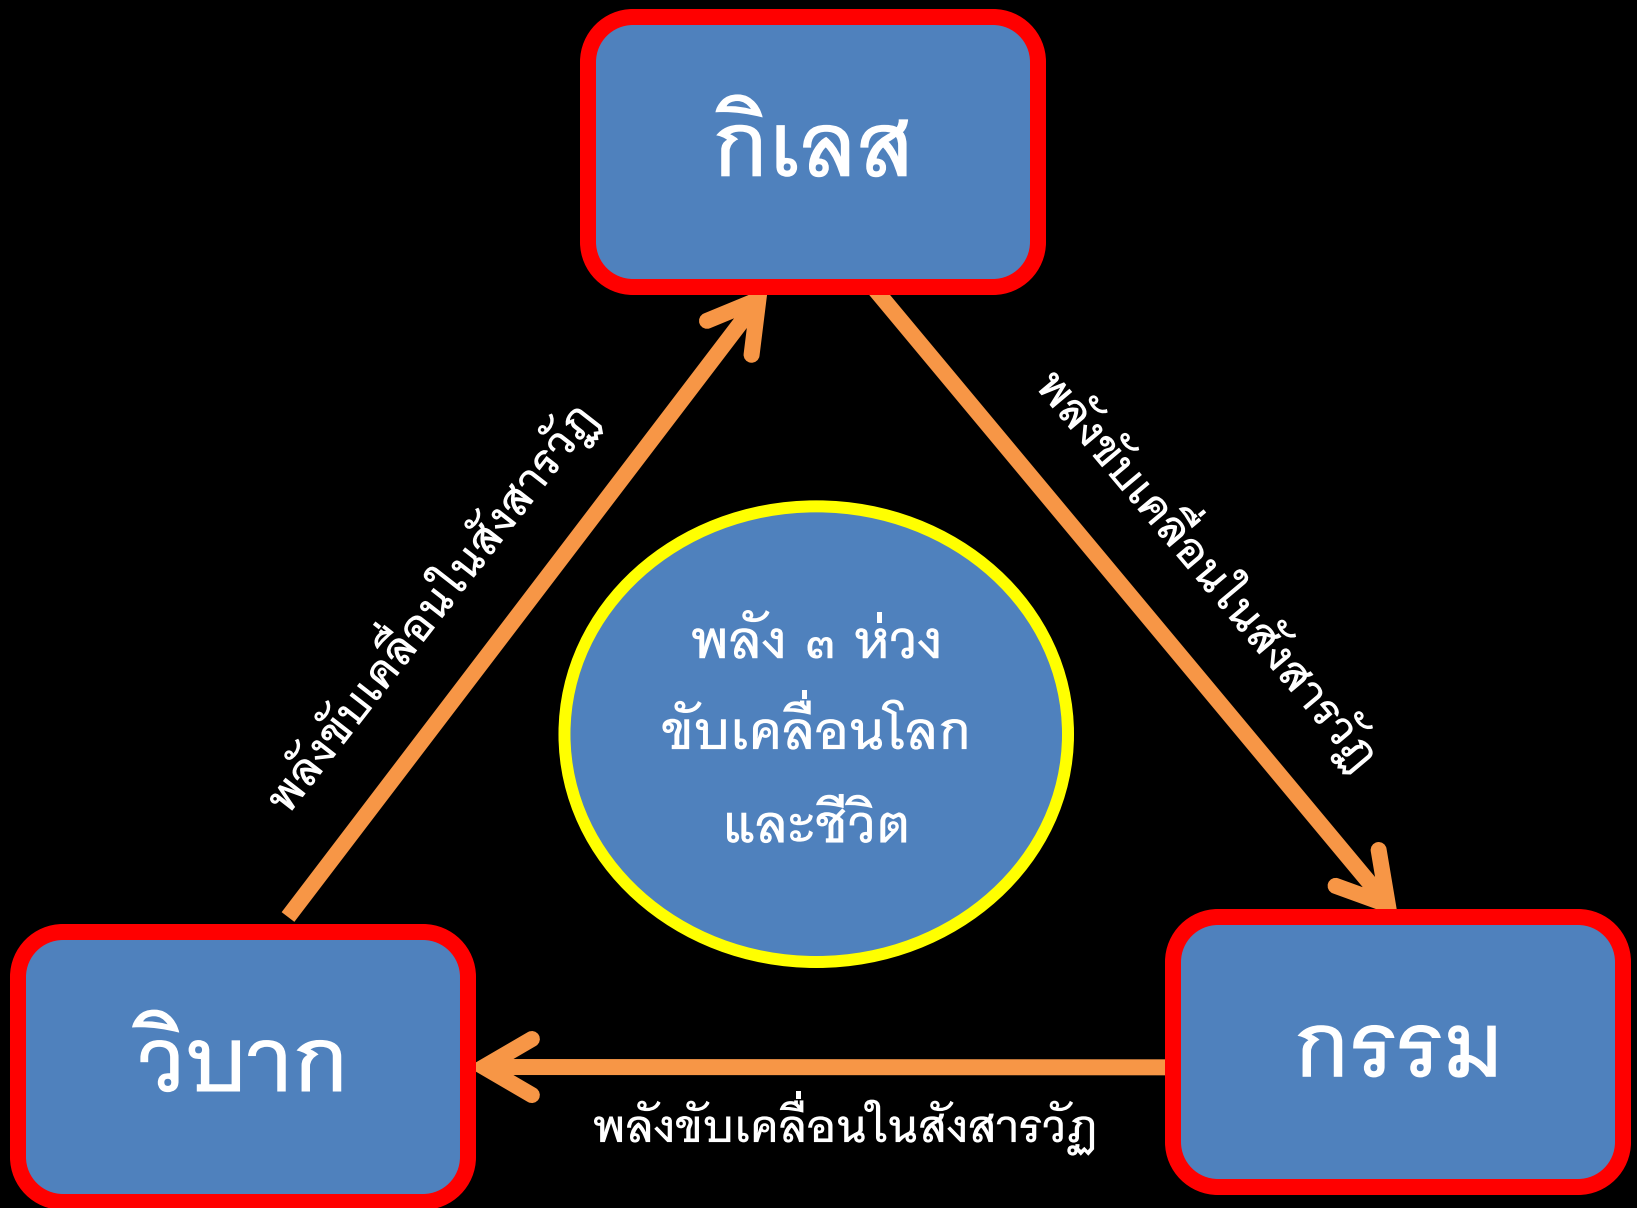 กิเลส
พลังขับเคลื่อนในสังสารวัฏ
พลังขับเคลื่อนในสังสารวัฏ
พลัง ๓ ห่วง
ขับเคลื่อนโลก
และชีวิต
วิบาก
กรรม
พลังขับเคลื่อนในสังสารวัฏ